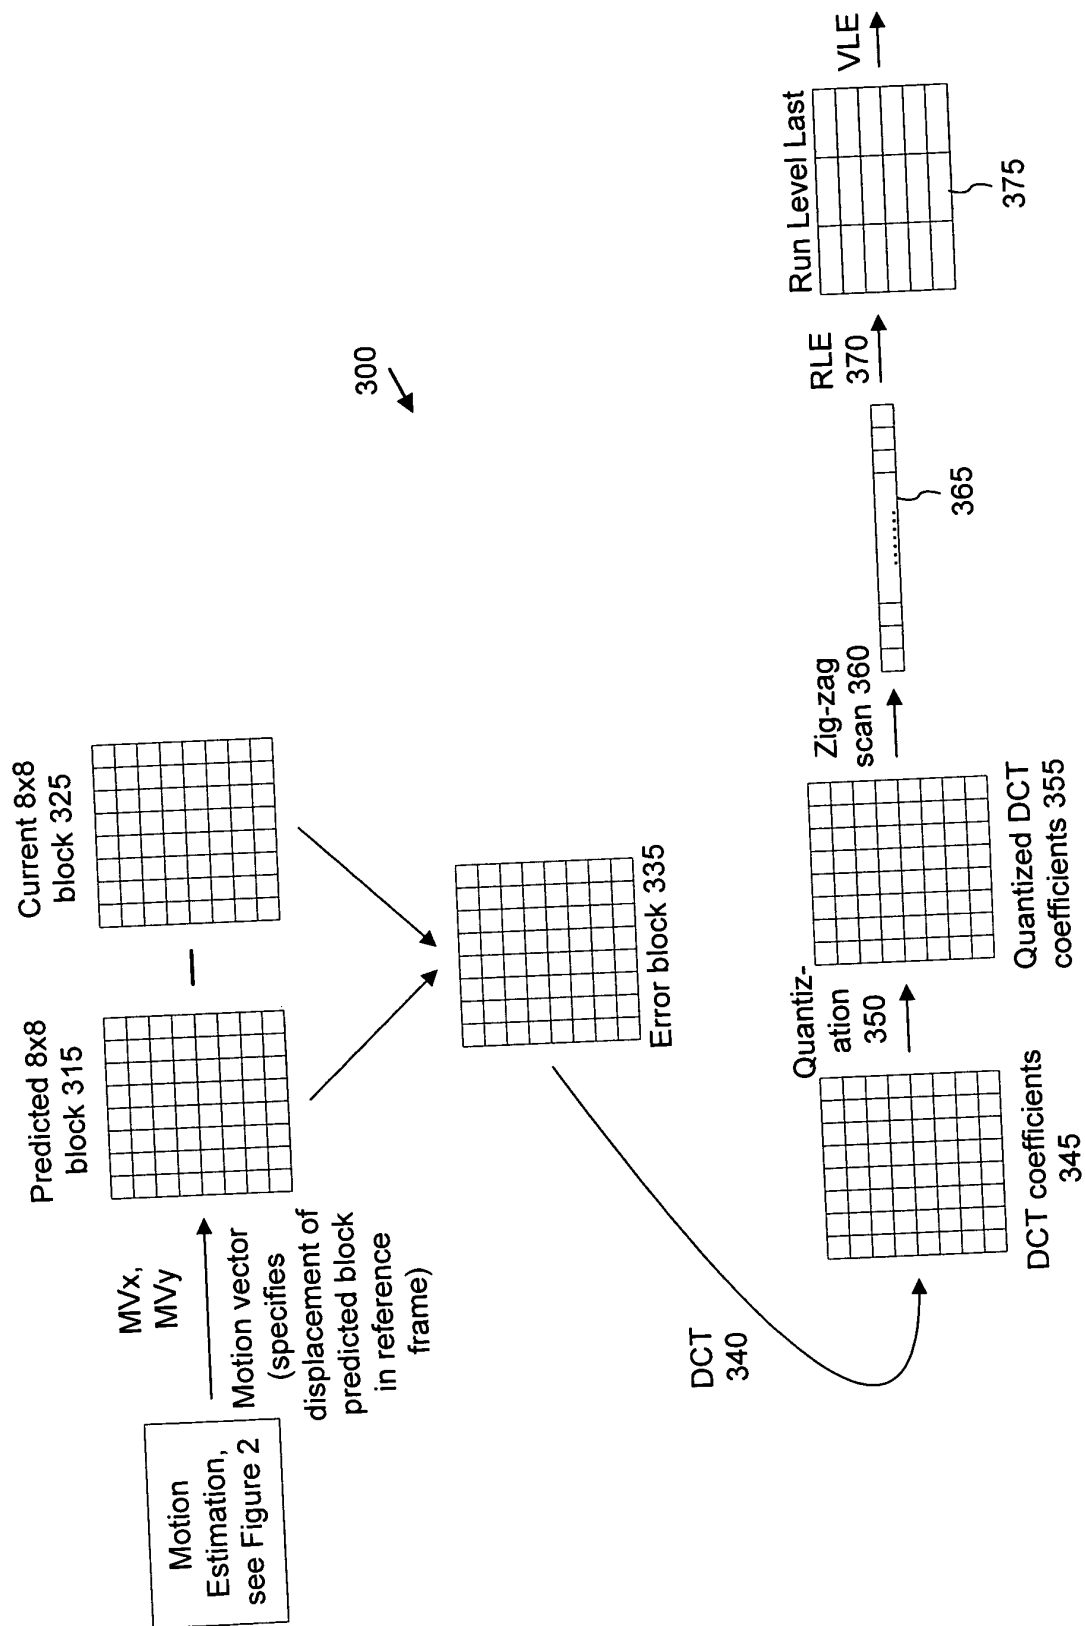 Motion
Estimation,
see Figure 2
MVx,
MVy
Motion vector
(specifies
displacement of
predicted block
in reference
frame)
Predicted 8x8
block 315
Current 8x8
block 325
300
Error block 335
DCT
340
DCT coefficients
345
Quantiz-
ation
350
Quantized DCT
coefficients 355
Zig-zag
scan 360
365
RLE
370
Run Level Last
375
VLE